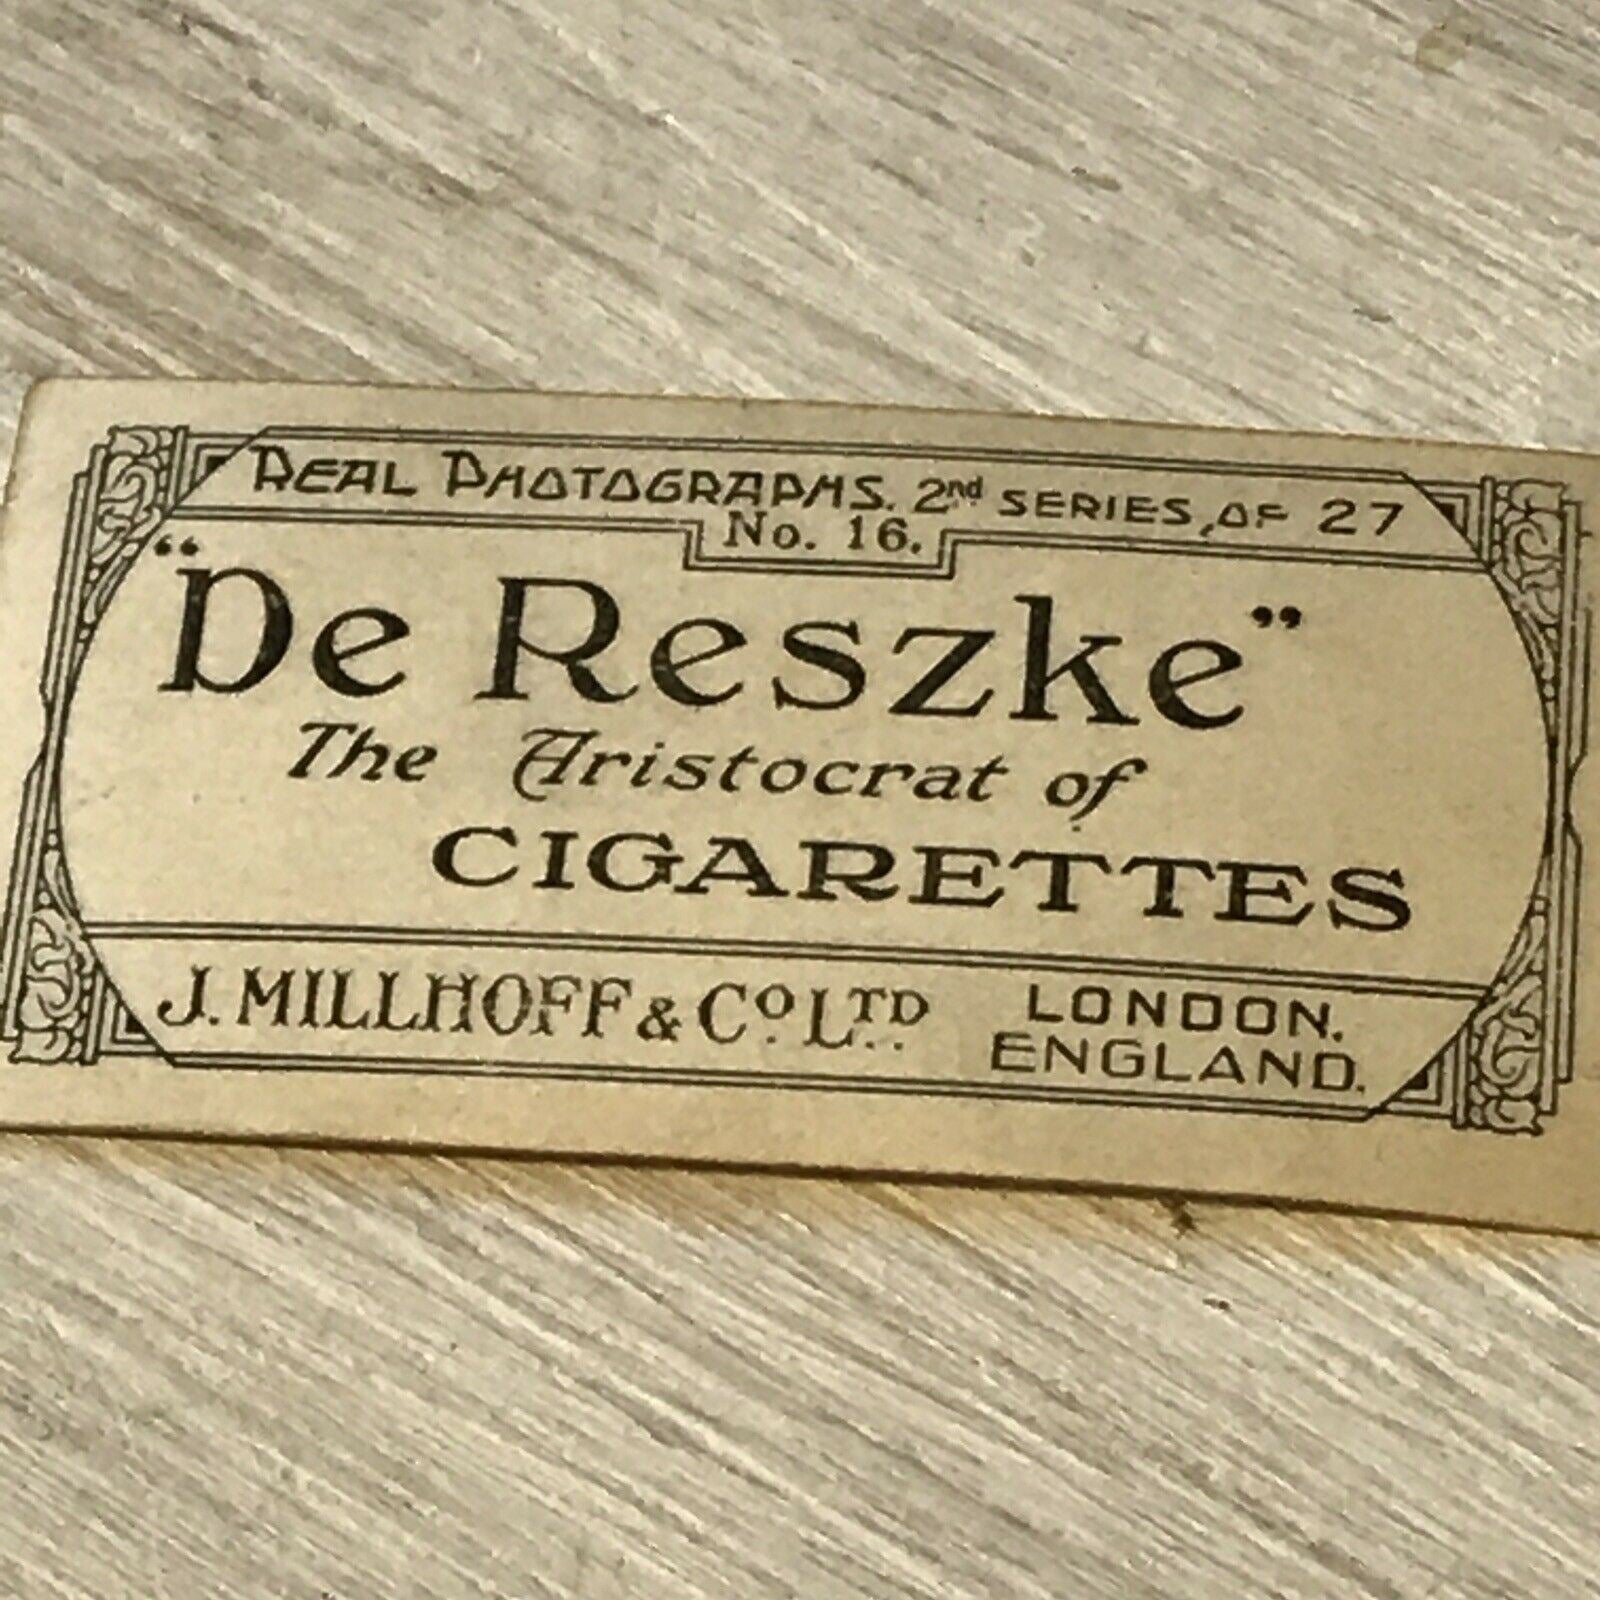 REAL PHOTOGRAPHS. 2nd SERIES, OF 27
No. 16.
"De Reszke"
The Aristocrat of
CIGARETTES
J. MILLHOFF & Co. LTD.. LONDON.
ENGLAND.